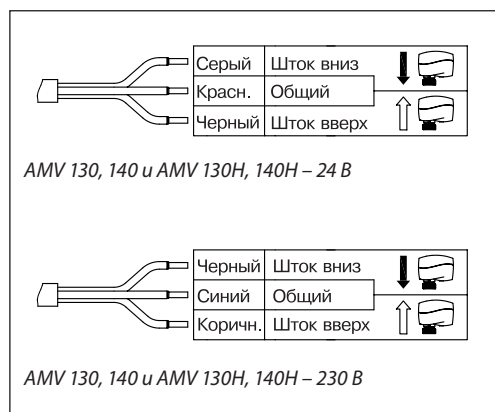 Серый Шток вниз
Красн. Общий
Черный Шток вверх
AMV 130, 140 и AMV 130H, 140H – 24 В
Черный Шток вниз
Синий Общий
Коричн. Шток вверх
AMV 130, 140 и AMV 130H, 140H – 230 В